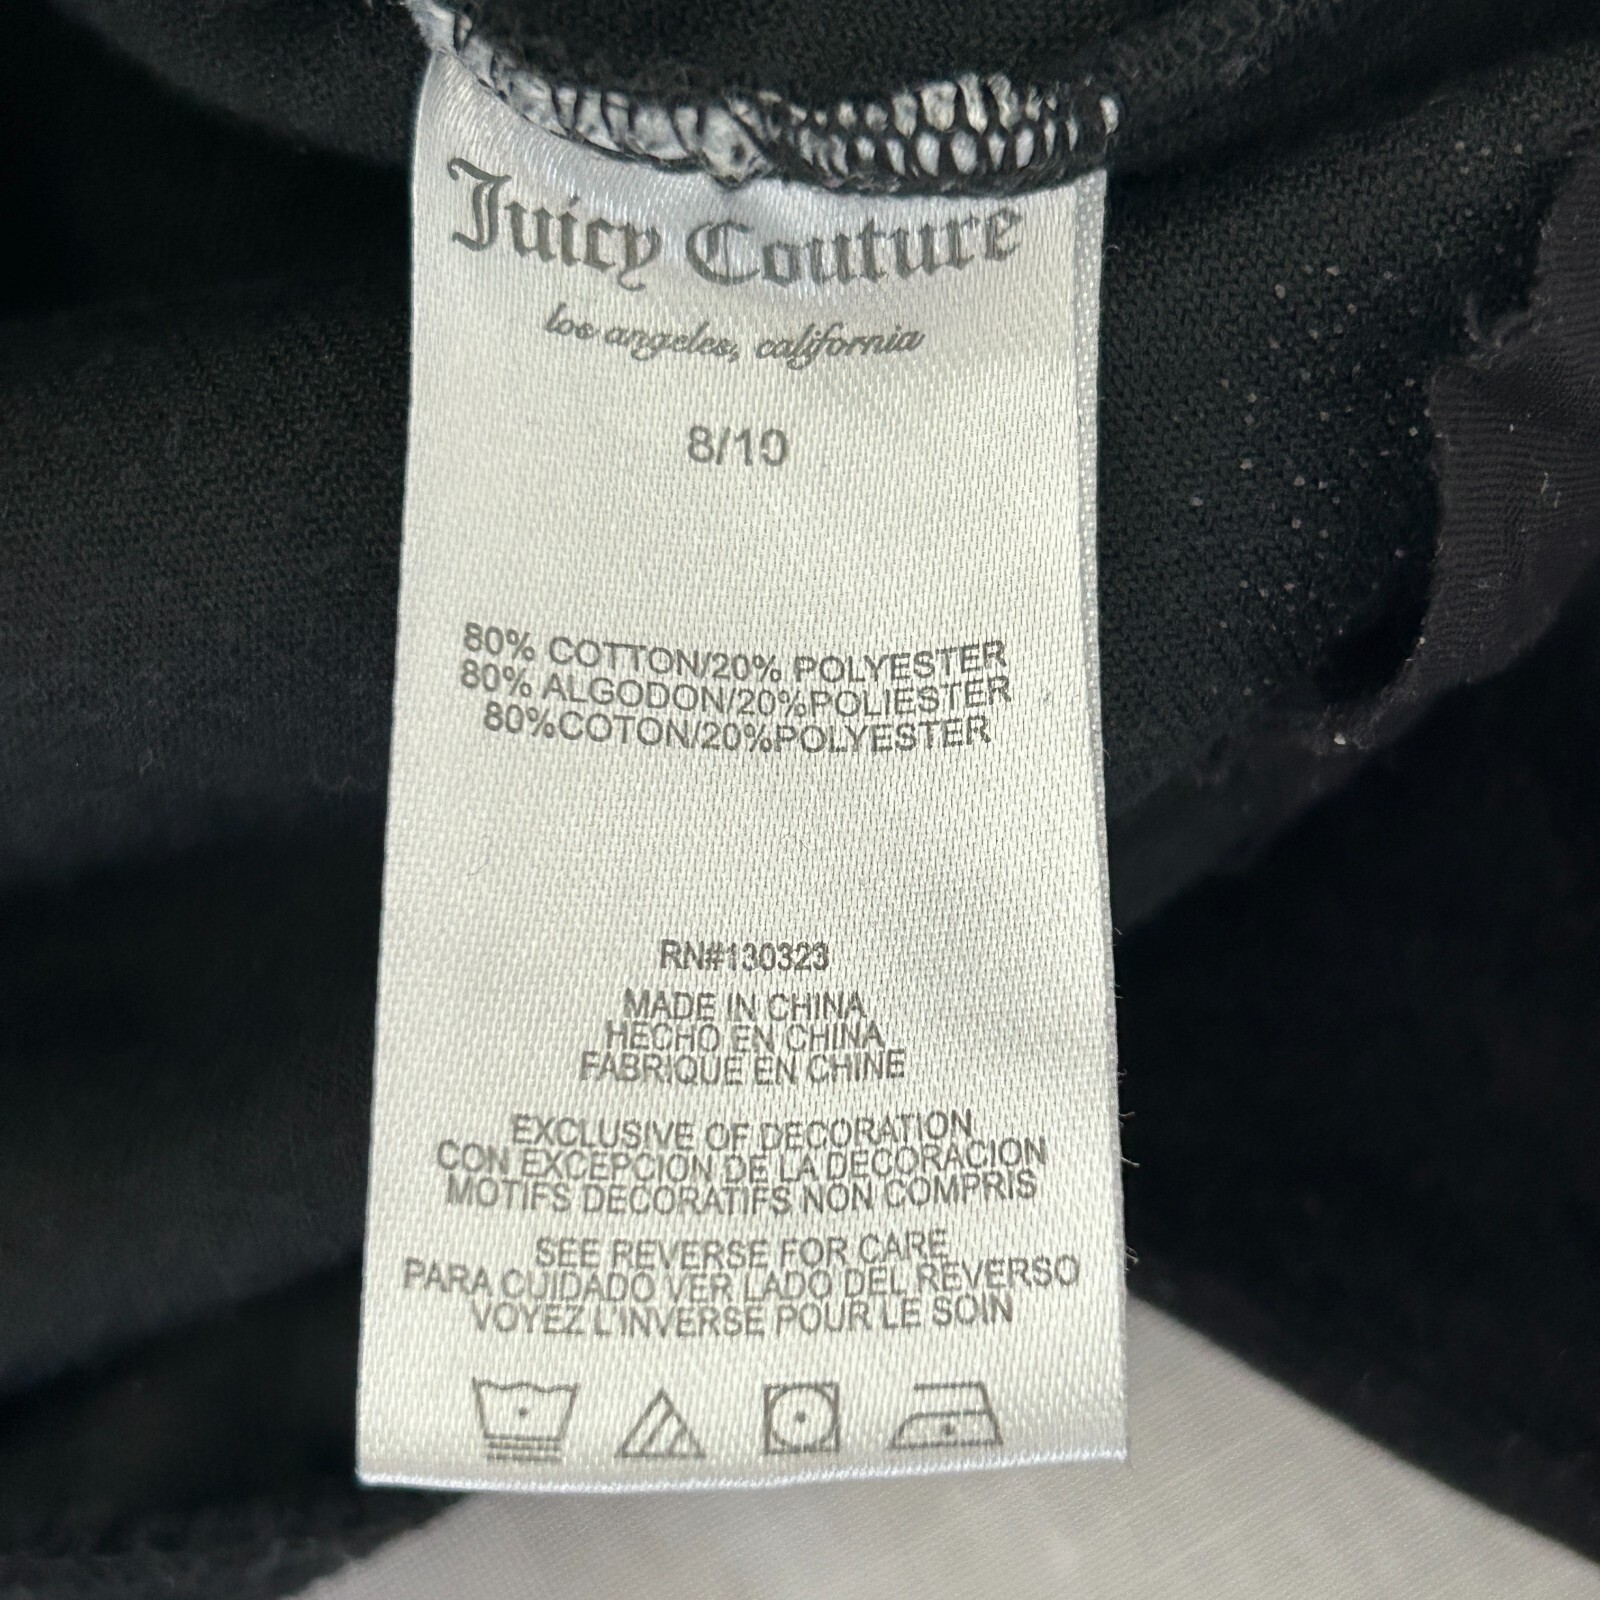 Juicy Couture
los angeles, california
8/10
80% COTTON/20% POLYESTER
80% ALGODON/20%POLIESTER
80%COTON/20%POLYESTER
RN#130323
MADE IN CHINA
HECHO EN CHINA
FABRIQUE EN CHINE
EXCLUSIVE OF DECORATION
CON EXCEPCION DE LA DECORACION
MOTIFS DECORATIFS NON COMPRIS
SEE REVERSE FOR CARE
PARA CUIDADO VER LADO DEL REVERSO
VOYEZ L'INVERSE POUR LE SOIN